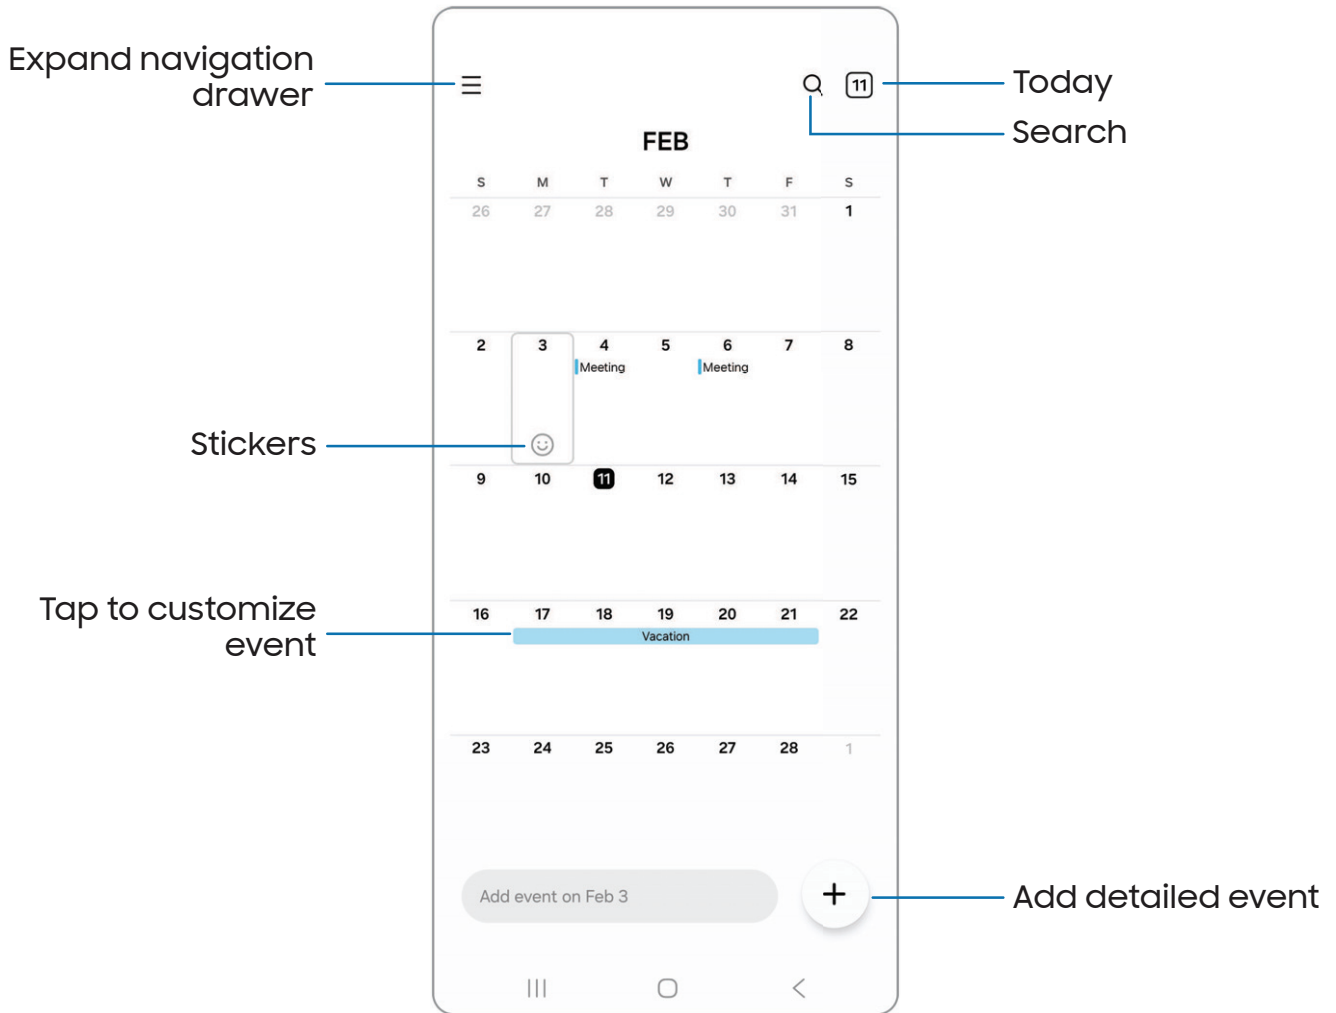 Expand navigation
drawer
11
Today
Search
FEB
S M T W T F S
26 27 28 29 30 31 1
2 3 4 5 6 7 8
Meeting Meeting
Stickers
9 10 11 12 13 14 15
Tap to customize
event
16 17 18 19 20 21 22
Vacation
23 24 25 26 27 28 1
Add event on Feb 3
Add detailed event